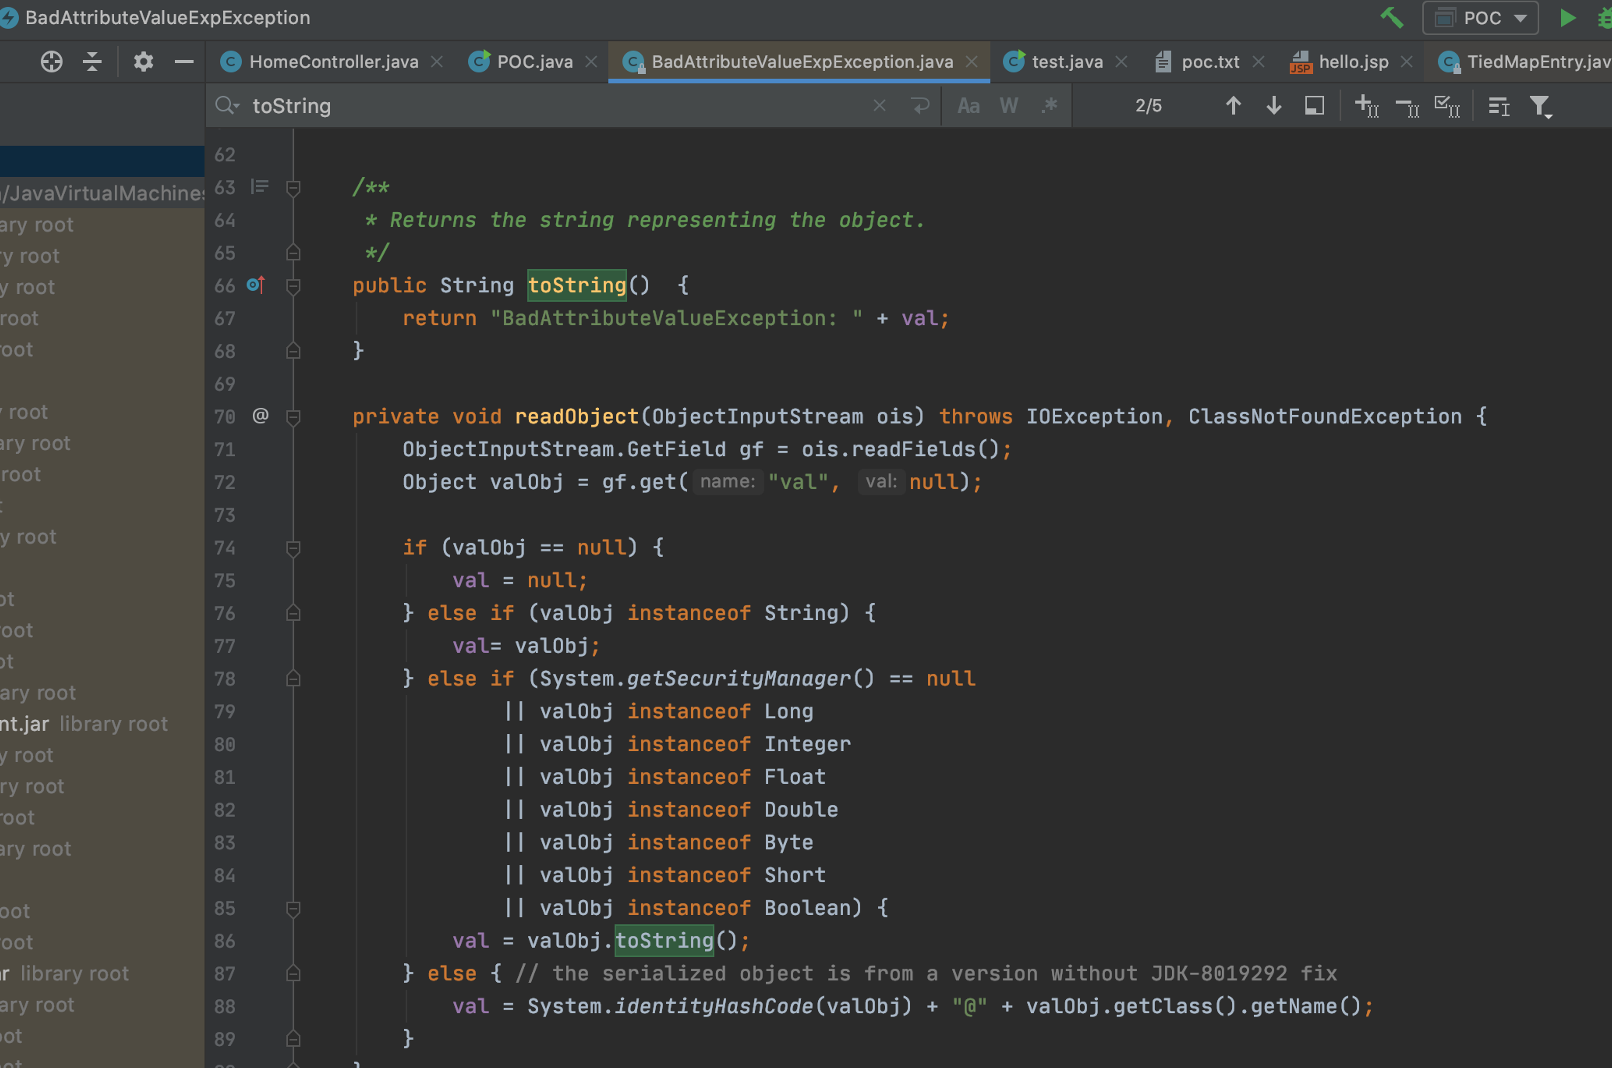 BadAttributeValueExpException
POC
HomeController.java
POC.java
BadAttributeValueExpException.java
test.java
poc.txt
hello.jsp
TiedMapEntry.jav
toString
Aa W .*
2/5
/JavaVirtualMachines
ary root
ry root
y root
root
oot
y root
ary root
root
t
y root
ot
root
ot
ary root
nt.jar library root
y root
ry root
root
ary root
root
root
ar library root
ary root
ot
62
63 /**
64 * Returns the string representing the object.
65 */
66 public String toString() {
67 return "BadAttributeValueException: " + val;
68 }
69
70 @ private void readObject(ObjectInputStream ois) throws IOException, ClassNotFoundException {
71 ObjectInputStream.GetField gf = ois.readFields();
72 Object valObj = gf.get( name: "val", val: null);
73
74 if (valObj == null) {
75 val = null;
76 } else if (valObj instanceof String) {
77 val= valObj;
78 } else if (System.getSecurityManager() == null
79 || valObj instanceof Long
80 || valObj instanceof Integer
81 || valObj instanceof Float
82 || valObj instanceof Double
83 || valObj instanceof Byte
84 || valObj instanceof Short
85 || valObj instanceof Boolean) {
86 val = valObj.toString();
87 } else { // the serialized object is from a version without JDK-8019292 fix
88 val = System.identityHashCode(valObj) + "@" + valObj.getClass().getName();
89 }